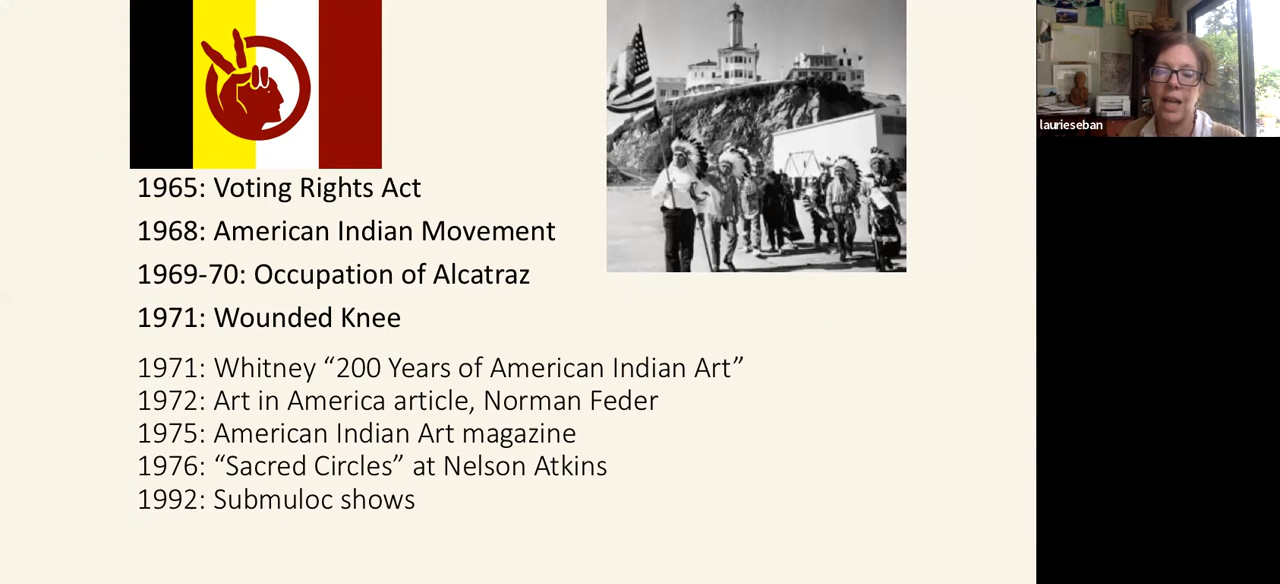 1965: Voting Rights Act
1968: American Indian Movement
1969-70: Occupation of Alcatraz
1971: Wounded Knee
1971: Whitney “200 Years of American Indian Art”
1972: Art in America article, Norman Feder
1975: American Indian Art magazine
1976: “Sacred Circles” at Nelson Atkins
1992: Submuloc shows
laurieseban